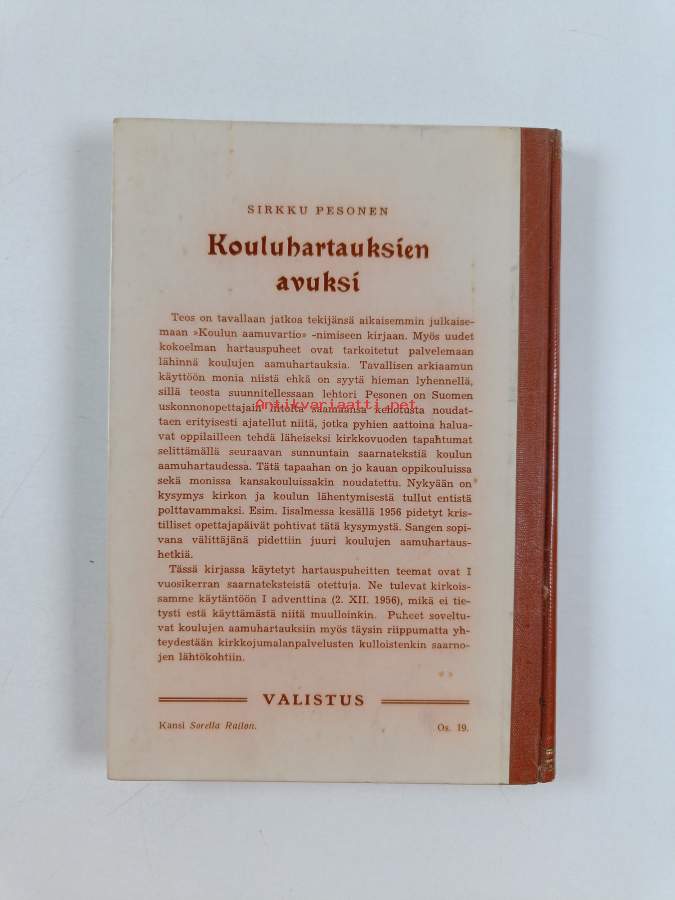 SIRKKU PESONEN
Kouluhartauksien
avuksi
Teos on tavallaan jatkoa tekijänsä aikaisemmin julkaise-
maan »Koulun aamuvartio» -nimiseen kirjaan. Myös uudet
kokoelman hartauspuheet ovat tarkoitetut palvelemaan
lähinnä koulujen aamuhartauksia. Tavallisen arkiaamun
käyttöön monia niistä ehkä on syytä hieman lyhennellä,
sillä teosta suunnitellessaan lehtori Pesonen on Suomen
uskonnonopettajain liitolta saamaansa kehotusta noudat-
Antikvariaatti.net
taen erityisesti ajatellut niitä, jotka pyhien aattoina halua-
vat oppilailleen tehdä läheiseksi kirkkovuoden tapahtumat
selittämällä seuraavan sunnuntain saarnatekstiä koulun
aamuhartaudessa. Tätä tapaahan on jo kauan oppikouluissa
sekä monissa kansakouluissakin noudatettu. Nykyään on
kysymys kirkon ja koulun lähentymisestä tullut entistä
polttavammaksi. Esim. Iisalmessa kesällä 1956 pidetyt kris-
tilliset opettajapäivät pohtivat tätä kysymystä. Sangen sopi-
vana välittäjänä pidettiin juuri koulujen aamuhartaus-
hetkiä.
Tässä kirjassa käytetyt hartauspuheitten teemat ovat I
vuosikerran saarnateksteistä otettuja. Ne tulevat kirkois-
samme käytäntöön I adventtina (2. XII. 1956), mikä ei tie-
tysti estä käyttämästä niitä muulloinkin. Puheet soveltu-
vat koulujen aamuhartauksiin myös täysin riippumatta yh-
teydestään kirkkojumalanpalvelusten kulloistenkin saarno-
jen lähtökohtiin.
VALISTUS
Kansi Sorella Railon.
Os. 19.